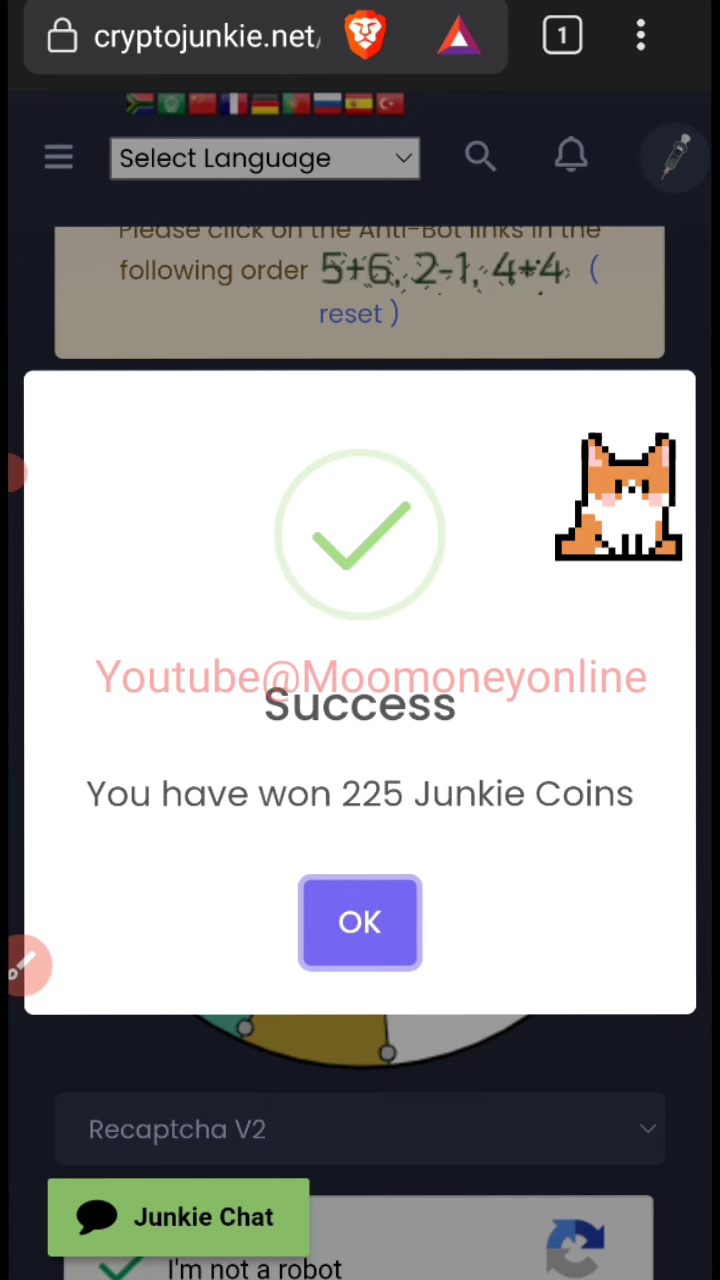 cryptojunkie.net/
1
Select Language
Please click on the Anti-Bot links in the
following order 5+6, 2-1, 4+4 (
reset )
Youtube@Moomoneyonline
Success
You have won 225 Junkie Coins
OK
Recaptcha V2
Junkie Chat
I'm not a robot